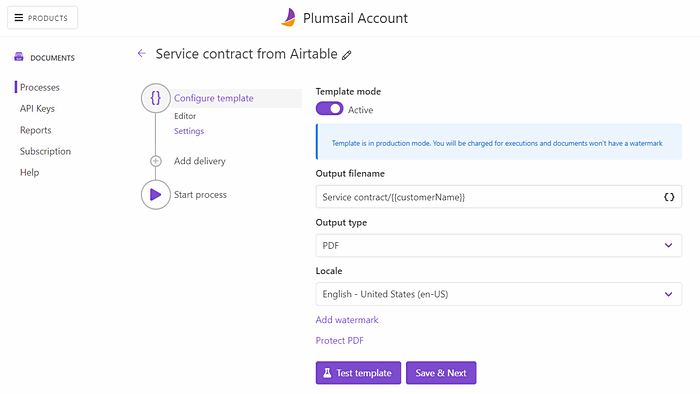 PRODUCTS
Plumsail Account
DOCUMENTS
Processes
API Keys
Reports
Subscription
Help
Service contract from Airtable
{}
Configure template
Editor
Settings
Add delivery
Start process
Template mode
Active
Template is in production mode. You will be charged for executions and documents won't have a watermark
Output filename
Service contract/{{customerName}}
{}
Output type
PDF
Locale
English - United States (en-US)
Add watermark
Protect PDF
Test template
Save & Next